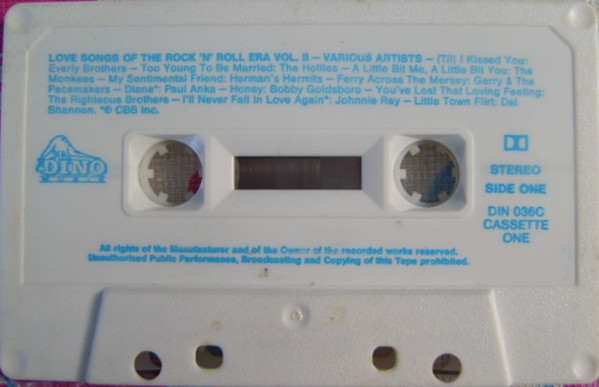 LOVE SONGS OF THE ROCK 'N' ROLL ERA VOL. II – VARIOUS ARTISTS – (Til) I Kissed You:
Everly Brothers – Too Young To Be Married: The Hollies – A Little Bit Me, A Little Bit You: The
Monkees – My Sentimental Friend: Herman's Hermits – Ferry Across The Mersey: Gerry & The
Pacemakers – Diana*: Paul Anka – Honey: Bobby Goldsboro – You've Lost That Loving Feeling:
The Righteous Brothers – I'll Never Fall In Love Again*: Johnnie Ray – Little Town Flirt: Del
Shannon. *© CBS Inc.
DINO
STEREO
SIDE ONE
DIN 036C
CASSETTE
ONE
All rights of the Manufacturer and of the Owner of the recorded works reserved.
Unauthorised Public Performance, Broadcasting and Copying of this Tape prohibited.